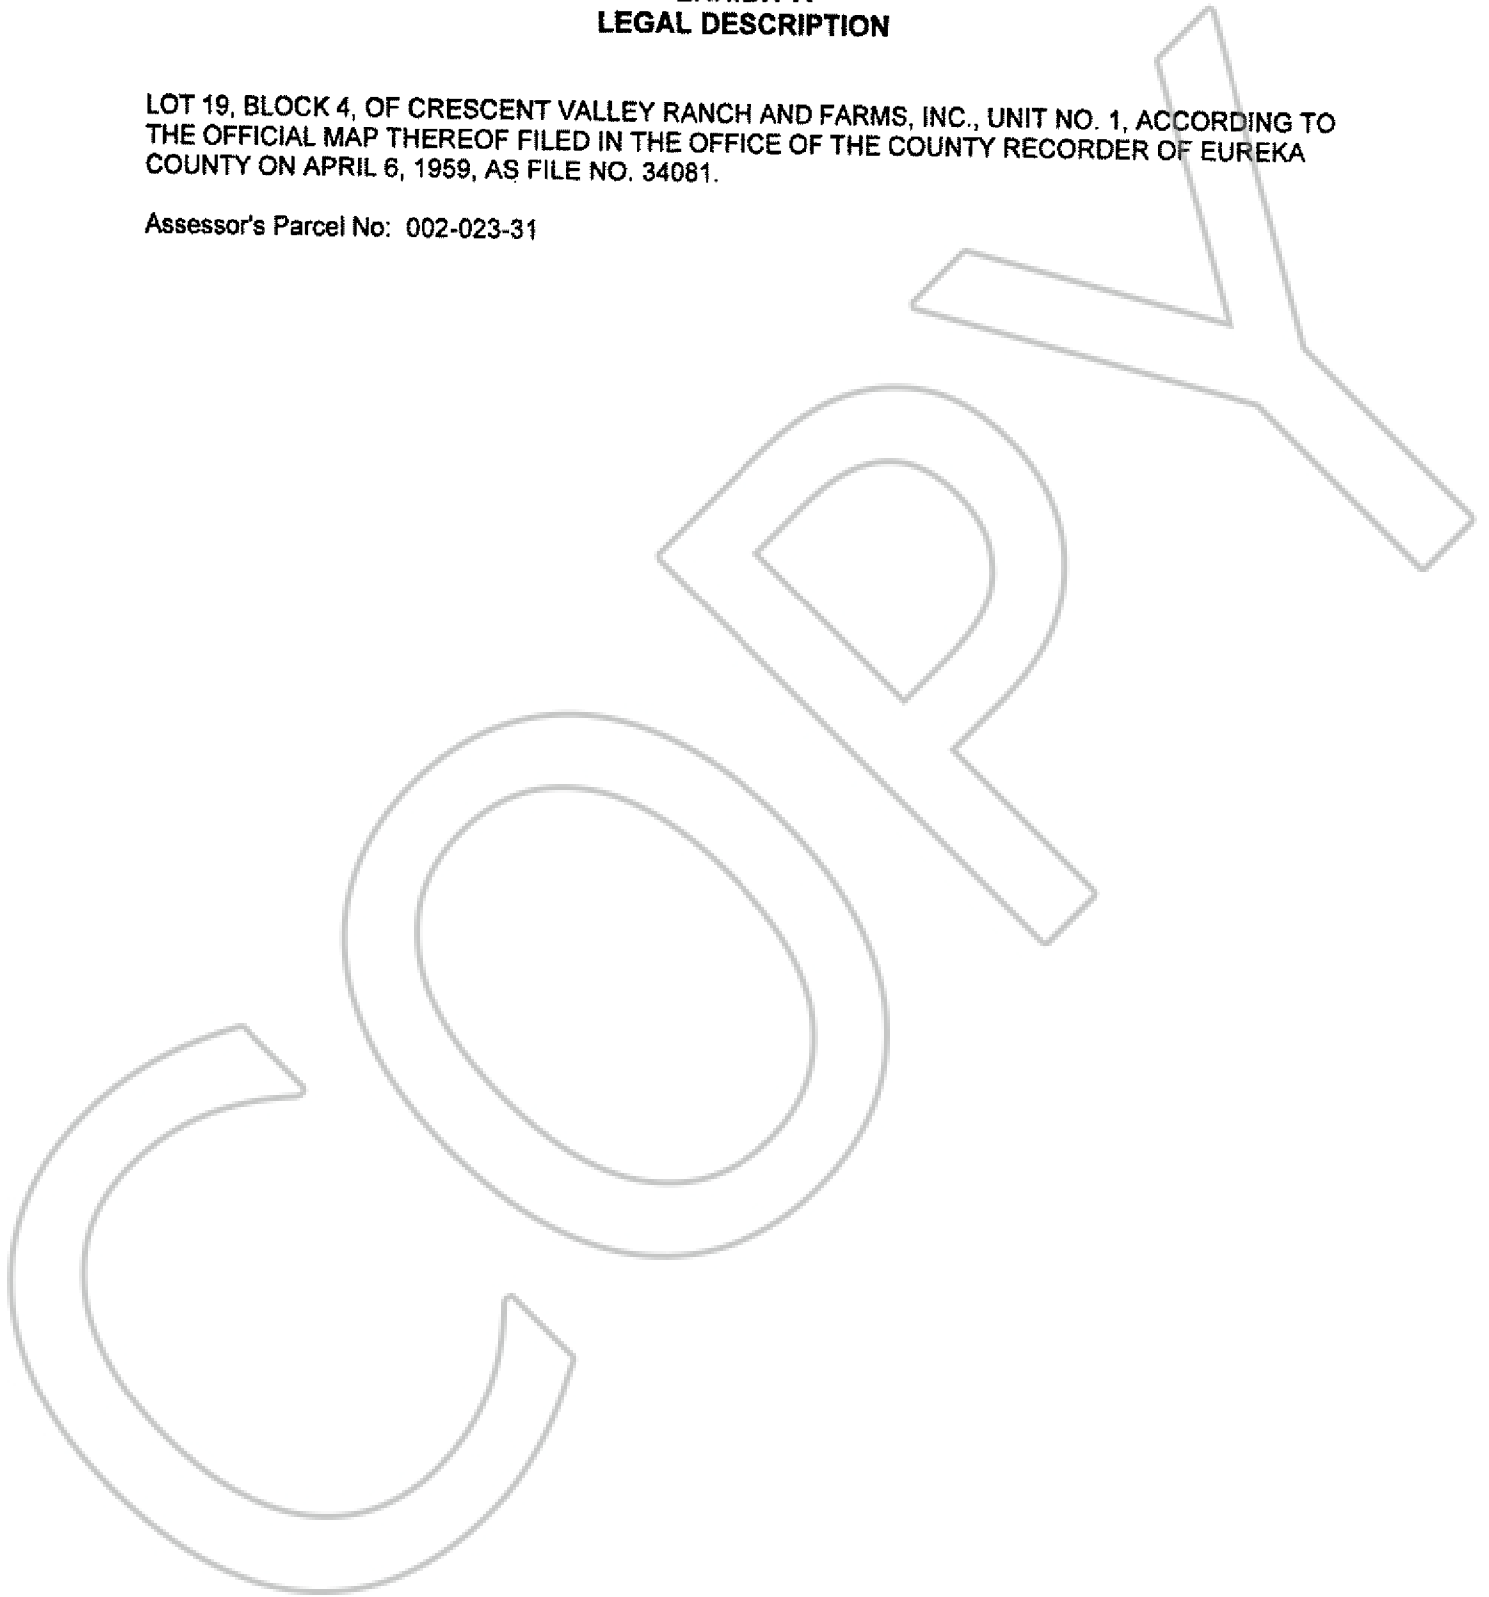 LEGAL DESCRIPTION
LOT 19, BLOCK 4, OF CRESCENT VALLEY RANCH AND FARMS, INC., UNIT NO. 1, ACCORDING TO
THE OFFICIAL MAP THEREOF FILED IN THE OFFICE OF THE COUNTY RECORDER OF EUREKA
COUNTY ON APRIL 6, 1959, AS FILE NO. 34081.
Assessor's Parcel No: 002-023-31
COPY